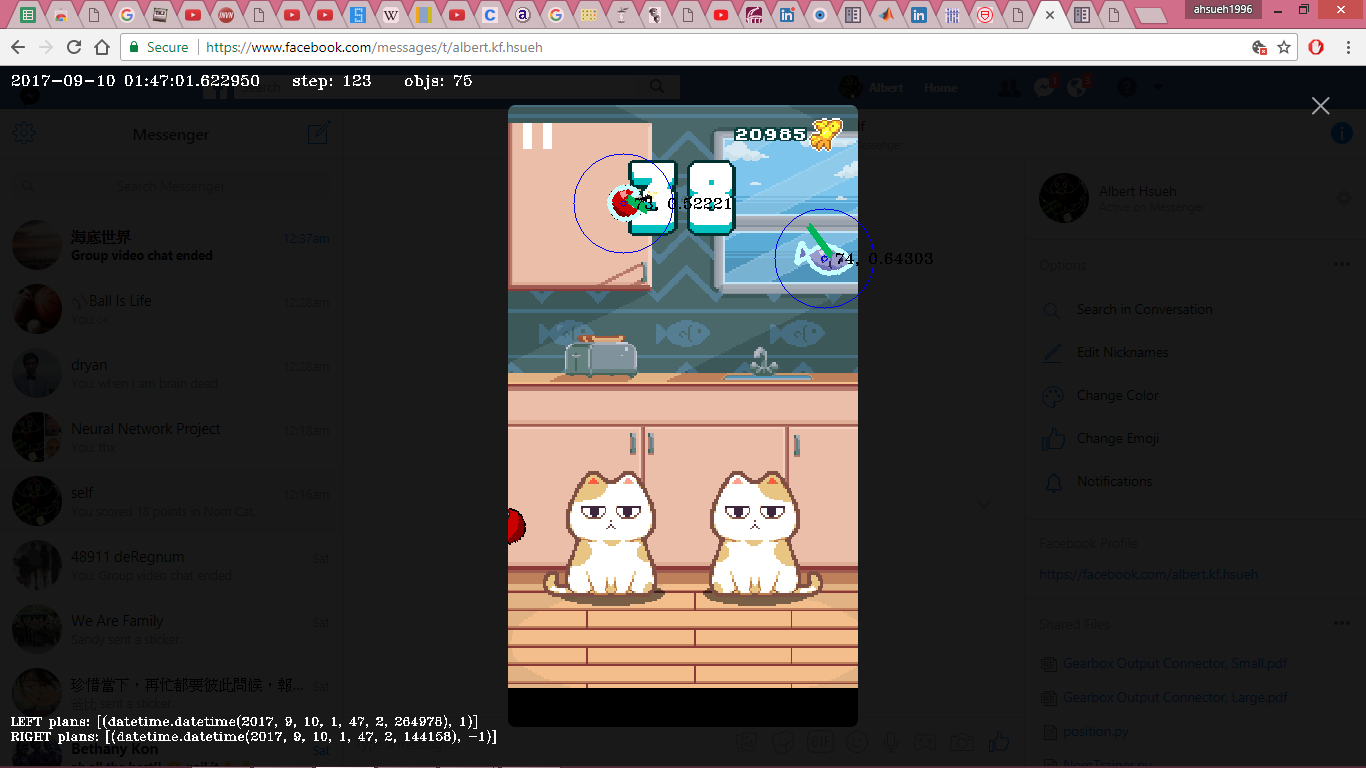 ahsueh1996
Secure https://www.facebook.com/messages/t/albert.kf.hsueh
2017-09-10 01:47:01.622950 step: 123 objs: 75
Albert Home
Messenger
Search Messenger
海底世界 12:37am
Group video chat ended
Ball Is Life 12:28am
dryan 12:28am
You: when I am brain dead
Neural Network Project 12:18am
You: thx
self 12:16am
You scored 18 points in Nom Cat.
48911 deRegnum Sat
You: Group video chat ended
We Are Family Sat
Sandy sent a sticker.
珍惜當下，再忙都要彼此問候，報... Sat
Bethany Kon Sat
20985
0.52221
74, 0.64303
Albert Hsueh
Active on Messenger
Options
Search in Conversation
Edit Nicknames
Change Color
Change Emoji
Notifications
Facebook Profile
https://facebook.com/albert.kf.hsueh
Shared Files
Gearbox Output Connector, Small.pdf
Gearbox Output Connector, Large.pdf
position.py
NomTrainer.py
LEFT plans: [(datetime.datetime(2017, 9, 10, 1, 47, 2, 264978), 1)]
RIGHT plans: [(datetime.datetime(2017, 9, 10, 1, 47, 2, 144158), -1)]